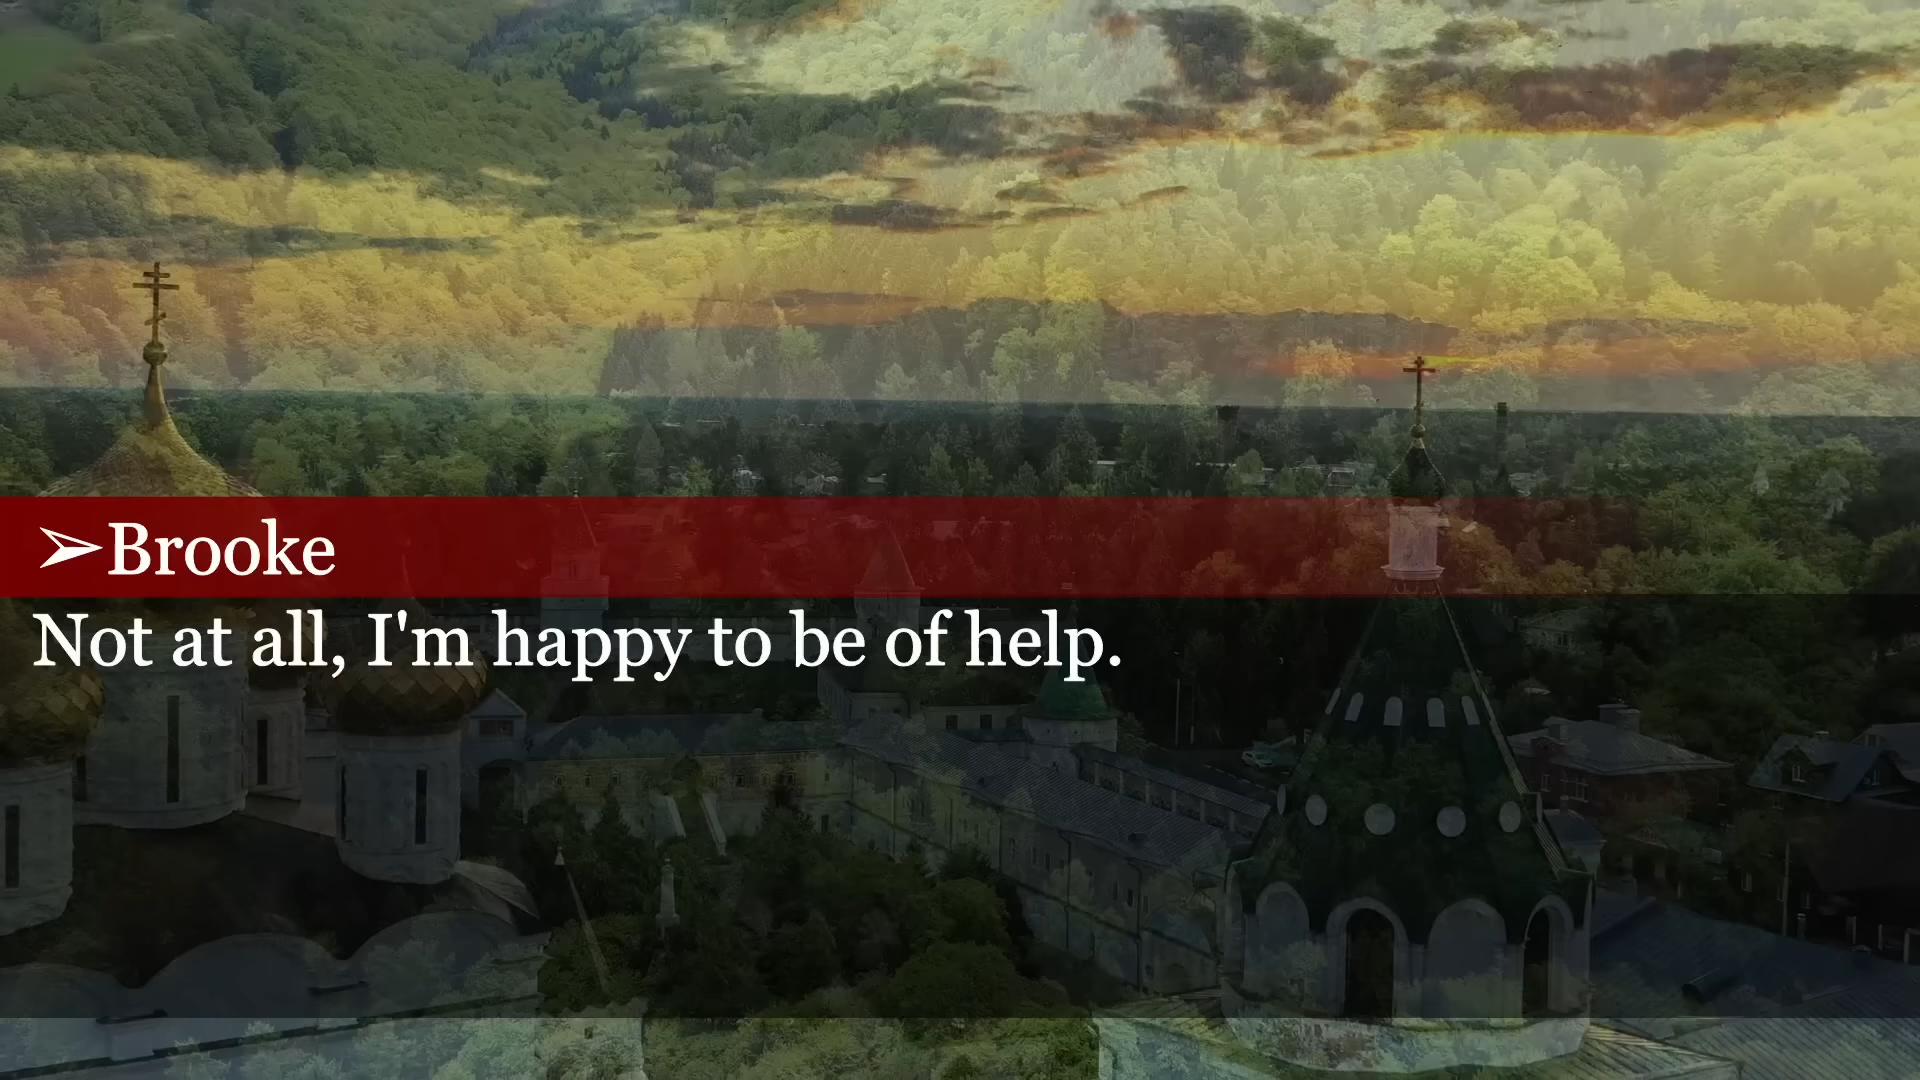 ➢Brooke
Not at all, I'm happy to be of help.